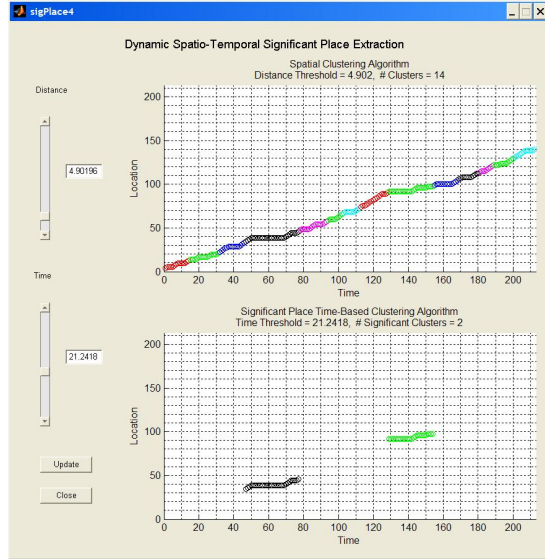 sigPlace4
Dynamic Spatio-Temporal Significant Place Extraction
Spatial Clustering Algorithm
Distance Threshold = 4.902, # Clusters = 14
Distance
4.90196
Location
200
150
100
50
0
0 20 40 60 80 100 120 140 160 180 200
Time
Time
21.2418
Significant Place Time-Based Clustering Algorithm
Time Threshold = 21.2418, # Significant Clusters = 2
Location
200
150
100
50
0
0 20 40 60 80 100 120 140 160 180 200
Time
Update
Close